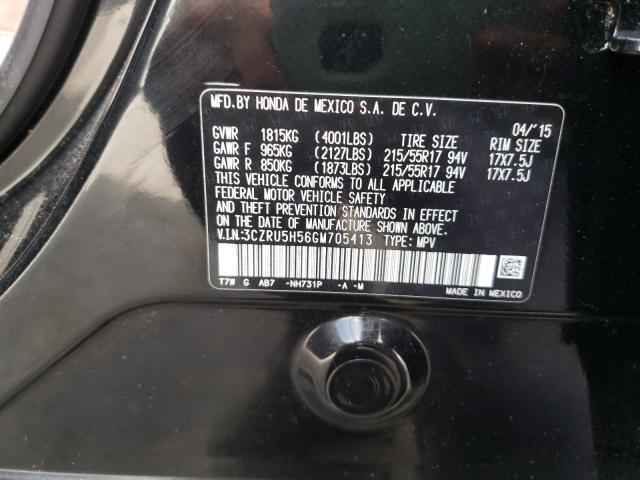 MFD.BY HONDA DE MEXICO S.A. DE C.V.
04/'15
GVWR 1815KG (4001LBS) TIRE SIZE RIM SIZE
GAWR F 965KG (2127LBS) 215/55R17 94V 17X7.5J
GAWR R 850KG (1873LBS) 215/55R17 94V 17X7.5J
THIS VEHICLE CONFORMS TO ALL APPLICABLE
FEDERAL MOTOR VEHICLE SAFETY
AND THEFT PREVENTION STANDARDS IN EFFECT
ON THE DATE OF MANUFACTURE SHOWN ABOVE.
V.I.N:3CZRU5H56GM705413 TYPE: MPV
T7W G AB7 -NH731P -A -M
MADE IN MEXICO